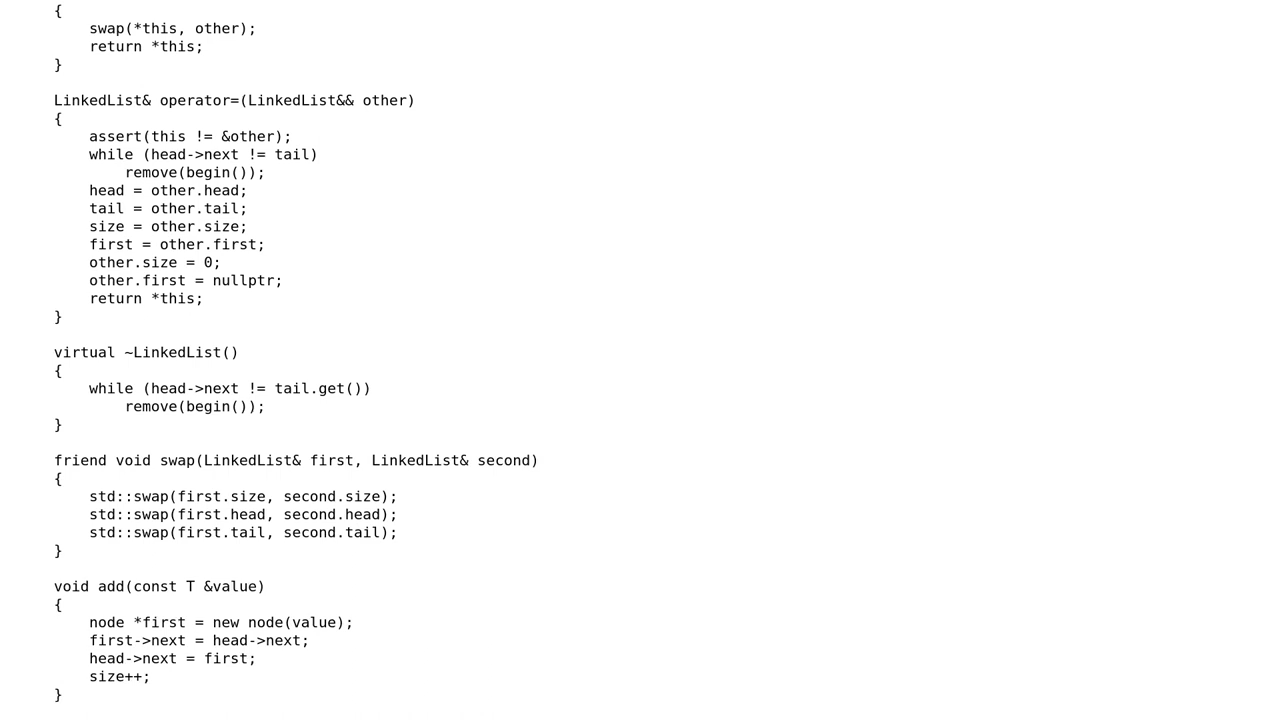 {
    swap(*this, other);
    return *this;
}

LinkedList& operator=(LinkedList&& other)
{
    assert(this != &other);
    while (head->next != tail)
        remove(begin());
    head = other.head;
    tail = other.tail;
    size = other.size;
    first = other.first;
    other.size = 0;
    other.first = nullptr;
    return *this;
}

virtual ~LinkedList()
{
    while (head->next != tail.get())
        remove(begin());
}

friend void swap(LinkedList& first, LinkedList& second)
{
    std::swap(first.size, second.size);
    std::swap(first.head, second.head);
    std::swap(first.tail, second.tail);
}

void add(const T &value)
{
    node *first = new node(value);
    first->next = head->next;
    head->next = first;
    size++;
}